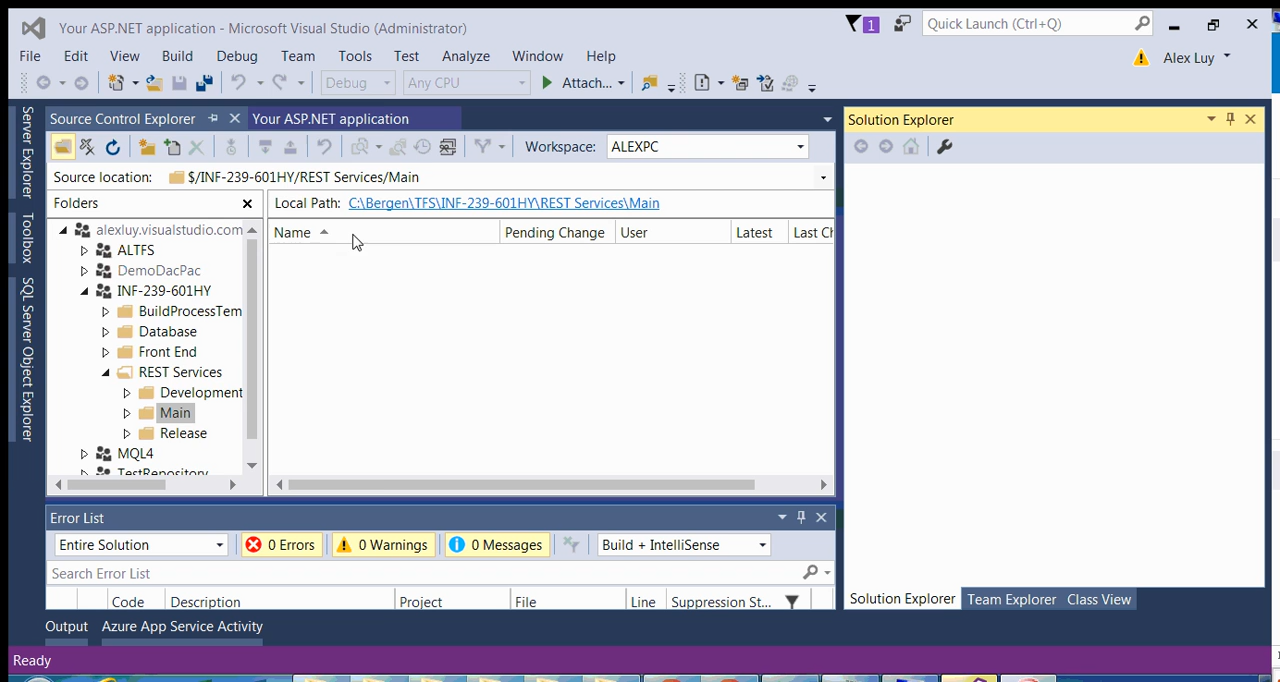 Your ASP.NET application - Microsoft Visual Studio (Administrator)
1
Quick Launch (Ctrl+Q)
File Edit View Build Debug Team Tools Test Analyze Window Help
Alex Luy
Debug Any CPU Attach...
Server Explorer
Toolbox
SQL Server Object Explorer
Source Control Explorer Your ASP.NET application
Workspace: ALEXPC
Source location: $/INF-239-601HY/REST Services/Main
Folders
Local Path: C:\Bergen\TFS\INF-239-601HY\REST Services\Main
Name Pending Change User Latest Last Ch
alexluy.visualstudio.com
ALTFS
DemoDacPac
INF-239-601HY
BuildProcessTem
Database
Front End
REST Services
Development
Main
Release
MQL4
TestRepository
Solution Explorer
Error List
Entire Solution 0 Errors 0 Warnings 0 Messages Build + IntelliSense
Search Error List
Code Description Project File Line Suppression St...
Solution Explorer Team Explorer Class View
Output Azure App Service Activity
Ready